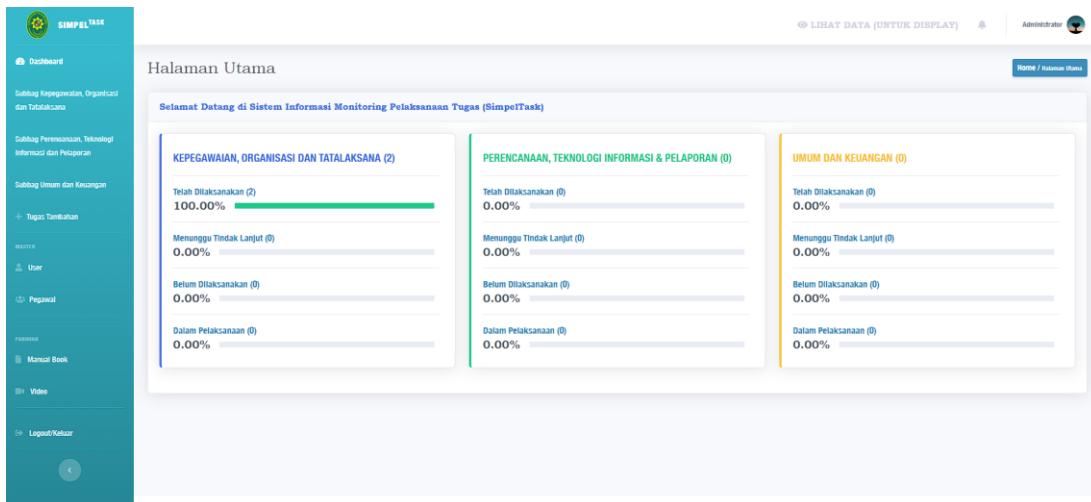 SIMPELTASK
LIHAT DATA (UNTUK DISPLAY)
Administrator
Dashboard
Subbag Kepegawaian, Organisasi
dan Tatalaksana
Subbag Perencanaan, Teknologi
Informasi dan Pelaporan
Subbag Umum dan Keuangan
Tugas Tambahan
MASTER
User
Pegawai
PANDUAN
Manual Book
Video
Logout/Keluar
Halaman Utama
Home / Halaman Utama
Selamat Datang di Sistem Informasi Monitoring Pelaksanaan Tugas (SimpelTask)
KEPEGAWAIAN, ORGANISASI DAN TATALAKSANA (2)
Telah Dilaksanakan (2)
100.00%
Menunggu Tindak Lanjut (0)
0.00%
Belum Dilaksanakan (0)
0.00%
Dalam Pelaksanaan (0)
0.00%
PERENCANAAN, TEKNOLOGI INFORMASI & PELAPORAN (0)
Telah Dilaksanakan (0)
0.00%
Menunggu Tindak Lanjut (0)
0.00%
Belum Dilaksanakan (0)
0.00%
Dalam Pelaksanaan (0)
0.00%
UMUM DAN KEUANGAN (0)
Telah Dilaksanakan (0)
0.00%
Menunggu Tindak Lanjut (0)
0.00%
Belum Dilaksanakan (0)
0.00%
Dalam Pelaksanaan (0)
0.00%